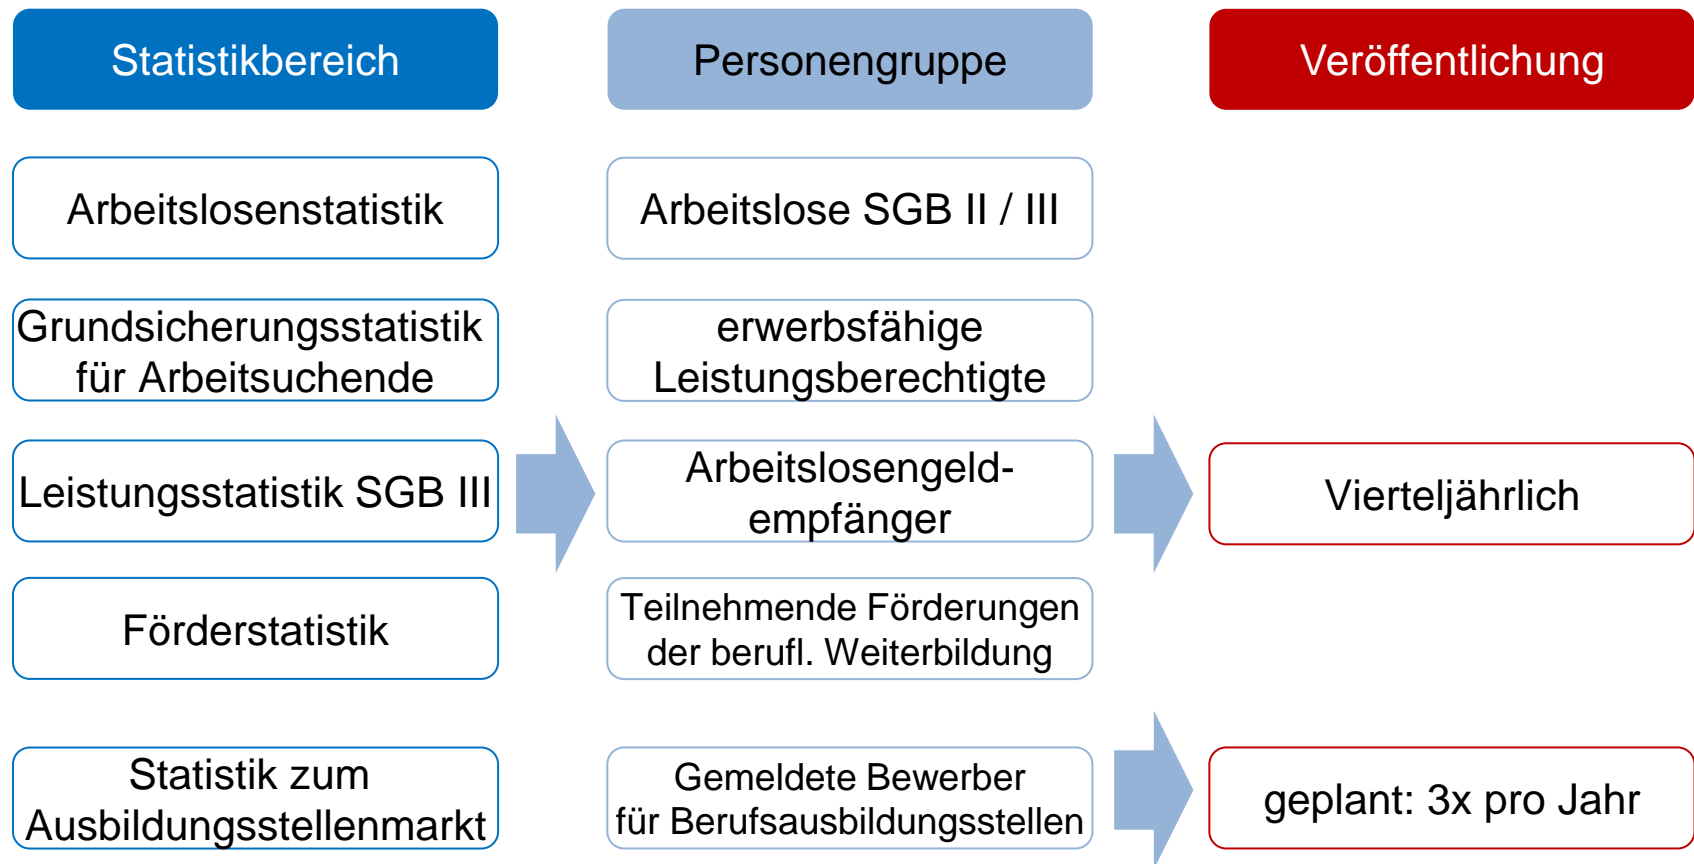 Statistikbereich
Personengruppe
Veröffentlichung
Arbeitslosenstatistik
Arbeitslose SGB II / III
Grundsicherungsstatistik
für Arbeitsuchende
erwerbsfähige
Leistungsberechtigte
Leistungsstatistik SGB III
Arbeitslosengeld-
empfänger
Vierteljährlich
Förderstatistik
Teilnehmende Förderungen
der berufl. Weiterbildung
Statistik zum
Ausbildungsstellenmarkt
Gemeldete Bewerber
für Berufsausbildungsstellen
geplant: 3x pro Jahr